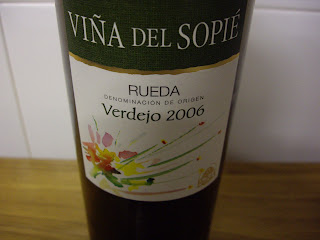 VIÑA DEL SOPIÉ
RUEDA
DENOMINACIÓN DE ORIGEN
Verdejo 2006